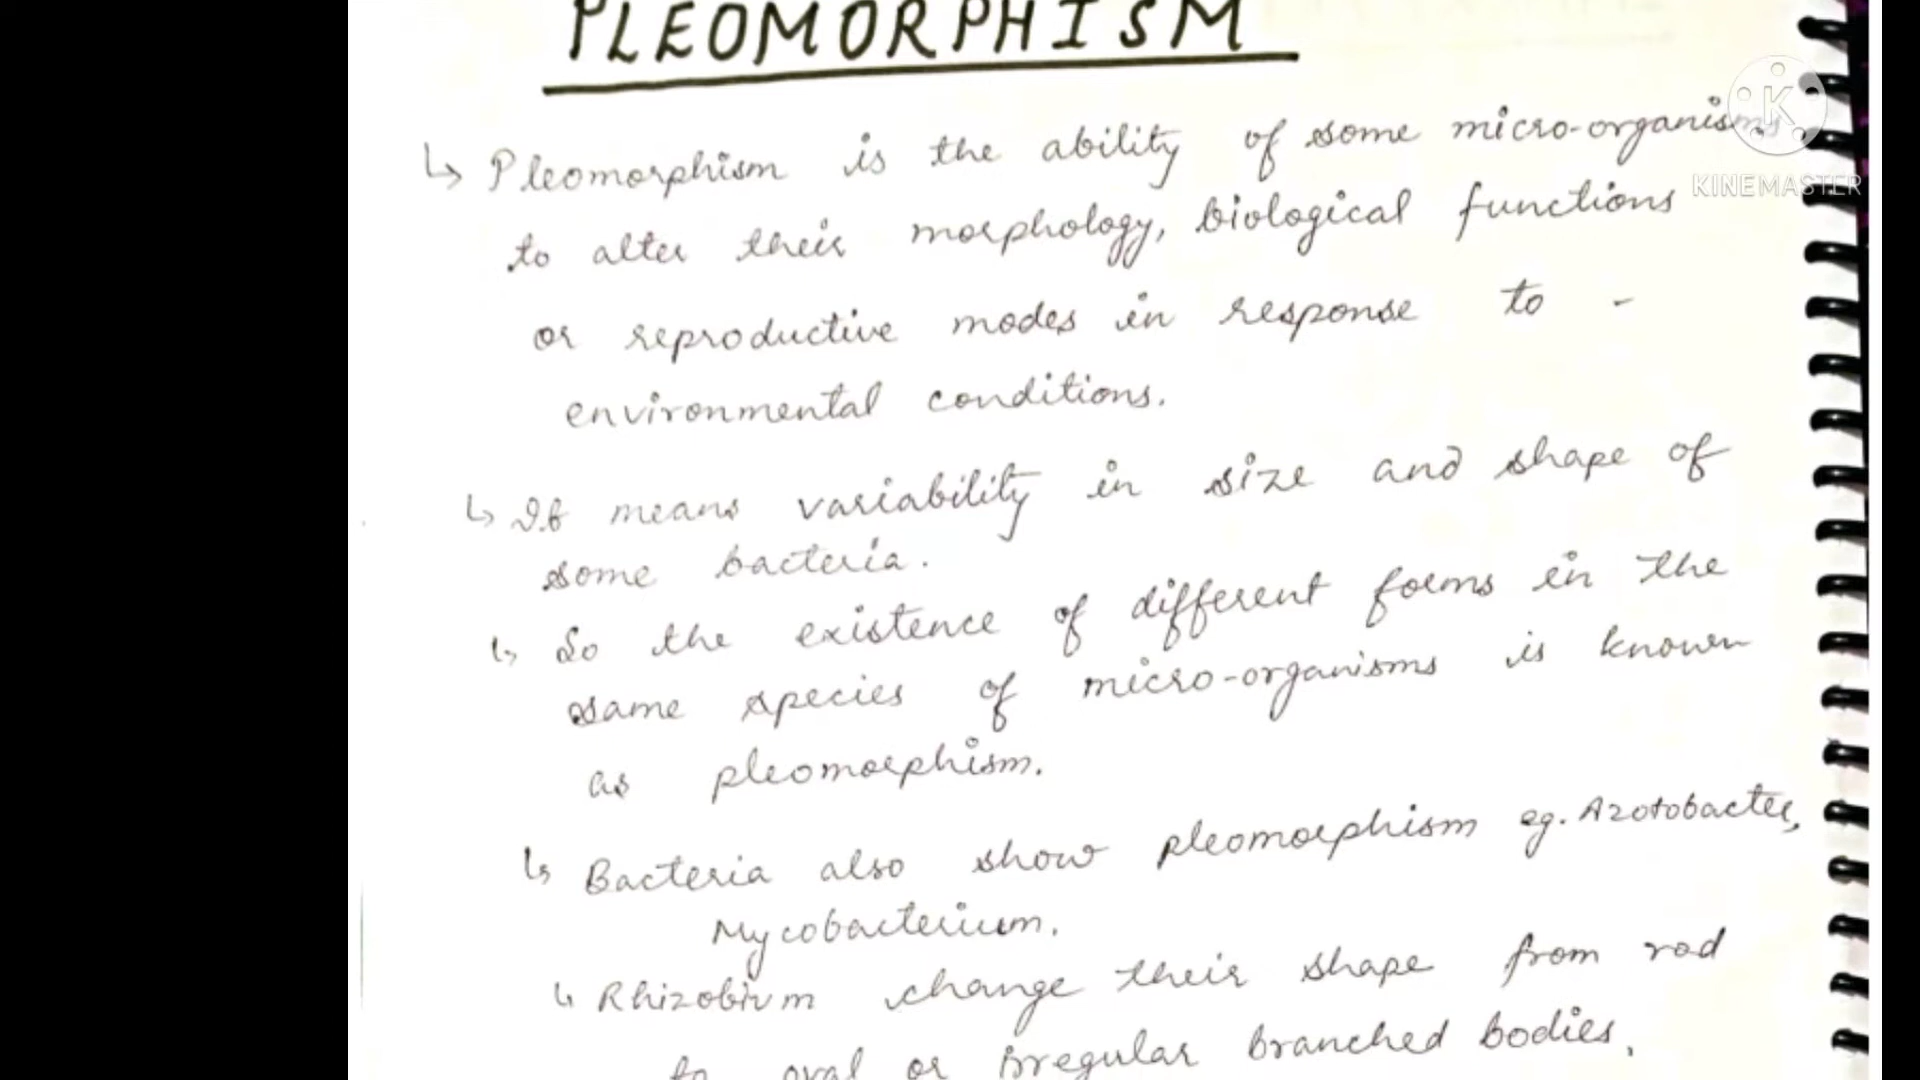 PLEOMORPHISM
↳ Pleomorphism is the ability of some micro-organisms
to alter their morphology, biological functions
or reproductive modes in response to -
environmental conditions.
↳ It means variability in size and shape of
some bacteria.
↳ So the existence of different forms in the
same species of micro-organisms is known
as pleomorphism.
↳ Bacteria also show pleomorphism eg. Azotobacter,
Mycobacterium.
↳ Rhizobium change their shape from rod
to oval or irregular branched bodies.
K
KINEMASTER